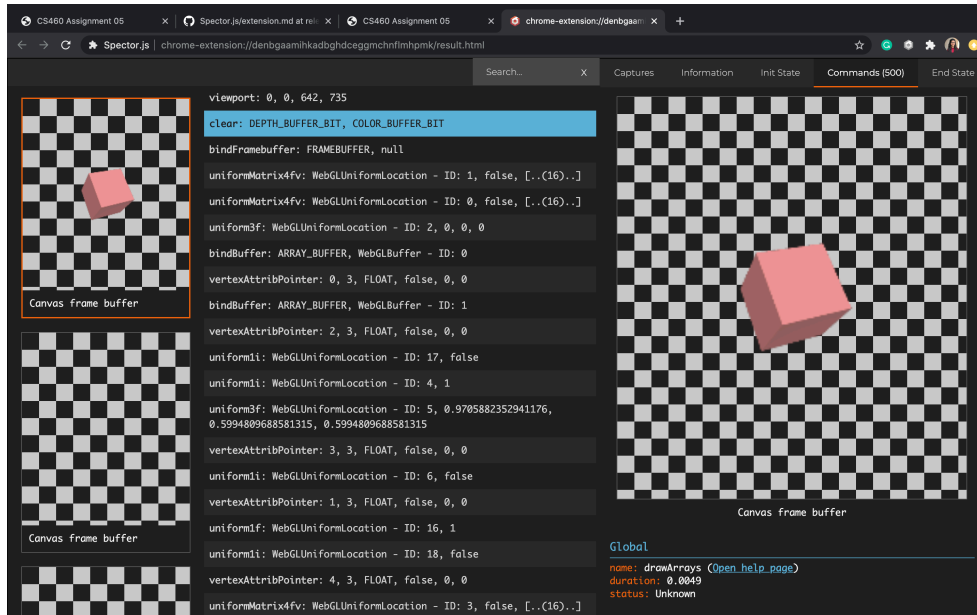 CS460 Assignment 05
Spector.js/extension.md at rele
CS460 Assignment 05
chrome-extension://denbgaami
Spector.js | chrome-extension://denbgaamihkadbghdceggmchnflmhpmk/result.html
Search...
X
Captures
Information
Init State
Commands (500)
End State
Canvas frame buffer
Canvas frame buffer
viewport: 0, 0, 642, 735
clear: DEPTH_BUFFER_BIT, COLOR_BUFFER_BIT
bindFramebuffer: FRAMEBUFFER, null
uniformMatrix4fv: WebGLUniformLocation - ID: 1, false, [..(16)..]
uniformMatrix4fv: WebGLUniformLocation - ID: 0, false, [..(16)..]
uniform3f: WebGLUniformLocation - ID: 2, 0, 0, 0
bindBuffer: ARRAY_BUFFER, WebGLBuffer - ID: 0
vertexAttribPointer: 0, 3, FLOAT, false, 0, 0
bindBuffer: ARRAY_BUFFER, WebGLBuffer - ID: 1
vertexAttribPointer: 2, 3, FLOAT, false, 0, 0
uniform1i: WebGLUniformLocation - ID: 17, false
uniform1i: WebGLUniformLocation - ID: 4, 1
uniform3f: WebGLUniformLocation - ID: 5, 0.9705882352941176,
0.5994809688581315, 0.5994809688581315
vertexAttribPointer: 3, 3, FLOAT, false, 0, 0
uniform1i: WebGLUniformLocation - ID: 6, false
vertexAttribPointer: 1, 3, FLOAT, false, 0, 0
uniform1f: WebGLUniformLocation - ID: 16, 1
uniform1i: WebGLUniformLocation - ID: 18, false
vertexAttribPointer: 4, 3, FLOAT, false, 0, 0
uniformMatrix4fv: WebGLUniformLocation - ID: 3, false, [..(16)..]
Canvas frame buffer
Global
name: drawArrays (Open help page)
duration: 0.0049
status: Unknown